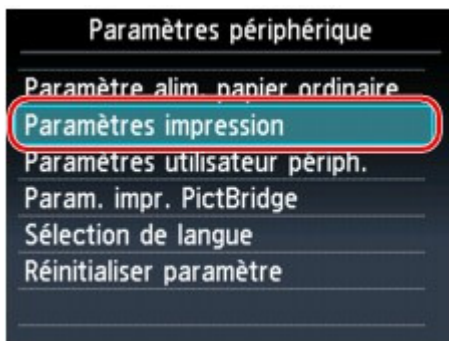 Paramètres périphérique
Paramètre alim. papier ordinaire
Paramètres impression
Paramètres utilisateur périph.
Param. impr. PictBridge
Sélection de langue
Réinitialiser paramètre